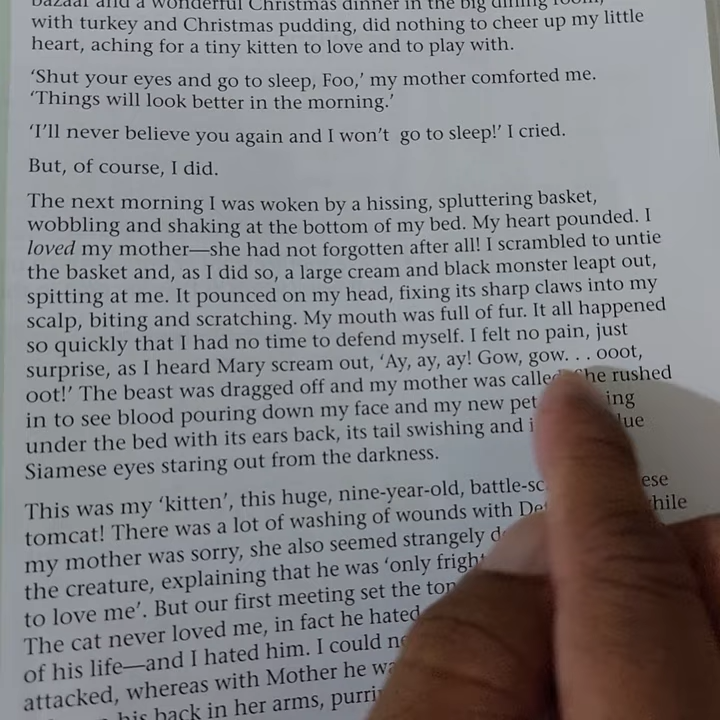 bazaar and a wonderful Christmas dinner in the big dining room,
with turkey and Christmas pudding, did nothing to cheer up my little
heart, aching for a tiny kitten to love and to play with.
‘Shut your eyes and go to sleep, Foo,’ my mother comforted me.
‘Things will look better in the morning.’
‘I’ll never believe you again and I won’t go to sleep!’ I cried.
But, of course, I did.
The next morning I was woken by a hissing, spluttering basket,
wobbling and shaking at the bottom of my bed. My heart pounded. I
loved my mother—she had not forgotten after all! I scrambled to untie
the basket and, as I did so, a large cream and black monster leapt out,
spitting at me. It pounced on my head, fixing its sharp claws into my
scalp, biting and scratching. My mouth was full of fur. It all happened
so quickly that I had no time to defend myself. I felt no pain, just
surprise, as I heard Mary scream out, ‘Ay, ay, ay! Gow, gow. . . ooot,
oot!’ The beast was dragged off and my mother was called. She rushed
in to see blood pouring down my face and my new pet
under the bed with its ears back, its tail swishing and
Siamese eyes staring out from the darkness.
This was my ‘kitten’, this huge, nine-year-old,
tomcat! There was a lot of washing of wounds with
my mother was sorry, she also seemed strangely
the creature, explaining that he was ‘only
to love me’. But our first meeting set the
The cat never loved me, in fact he hated
of his life—and I hated him. I could
attacked, whereas with Mother he
his back in her arms,